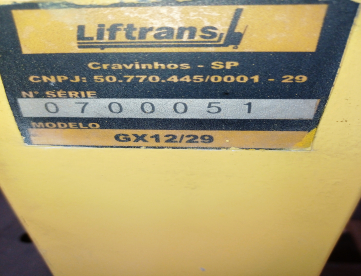 Liftrans
Cravinhos - SP
CNPJ: 50.770.445/0001 - 29
Nº SÉRIE
0700051
MODELO
GX12/29